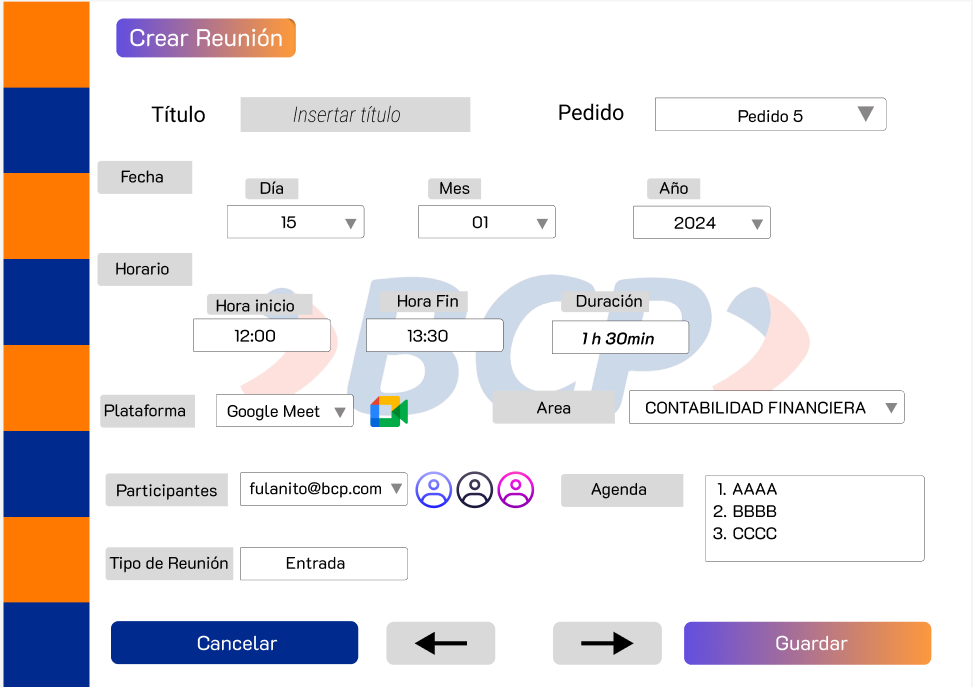 Crear Reunión
Título
Insertar título
Pedido
Pedido 5
Fecha
Día
Mes
Año
15
01
2024
Horario
BCP
Hora inicio
Hora Fin
Duración
12:00
13:30
1 h 30min
Plataforma
Google Meet
Area
CONTABILIDAD FINANCIERA
Participantes
fulanito@bcp.com
Agenda
1. AAAA
2. BBBB
3. CCCC
Tipo de Reunión
Entrada
Cancelar
Guardar